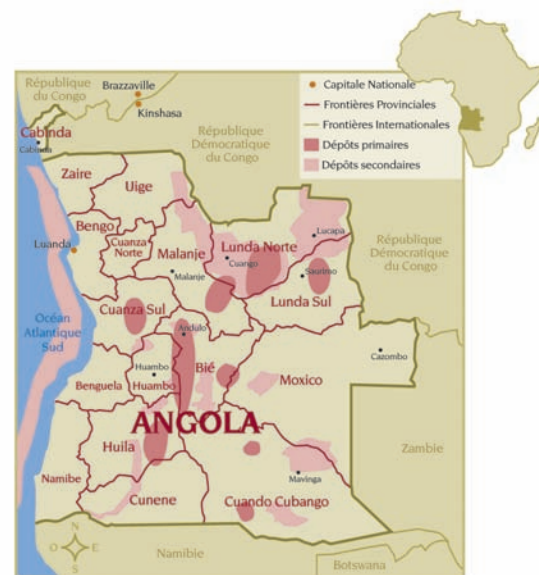 République
du Congo
Brazzaville
Kinshasa
Capitale Nationale
Frontières Provinciales
Frontières Internationales
Dépôts primaires
Dépôts secondaires
Cabinda
Cabinda
République
Démocratique
du Congo
Zaire
Uige
Bengo
Luanda
Cuanza
Norte
Malanje
Malanje
Lunda Norte
Cuango
Lucapa
Saurimo
Lunda Sul
République
Démocratique
du Congo
Cuanza Sul
Andulo
Océan
Atlantique
Sud
Huambo
Huambo
Benguela
Bié
Moxico
Cazombo
ANGOLA
Huila
Zambie
Namibe
Cunene
Mavinga
Cuando Cubango
N
O
E
S
Namibie
Botswana